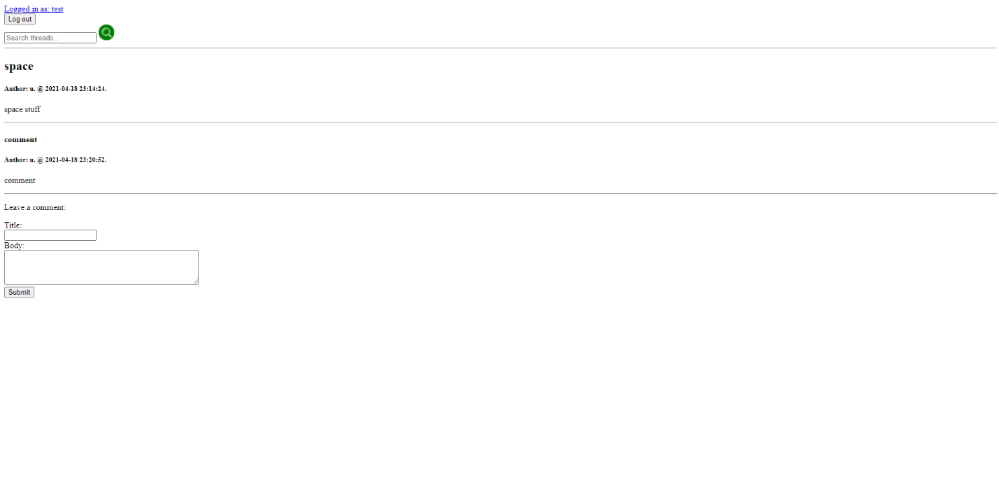 Logged in as: test
Log out
Search threads...
space
Author: u. @ 2021-04-18 23:14:24.
space stuff
comment
Author: u. @ 2021-04-18 23:20:52.
comment
Leave a comment:
Title:
Body:
Submit